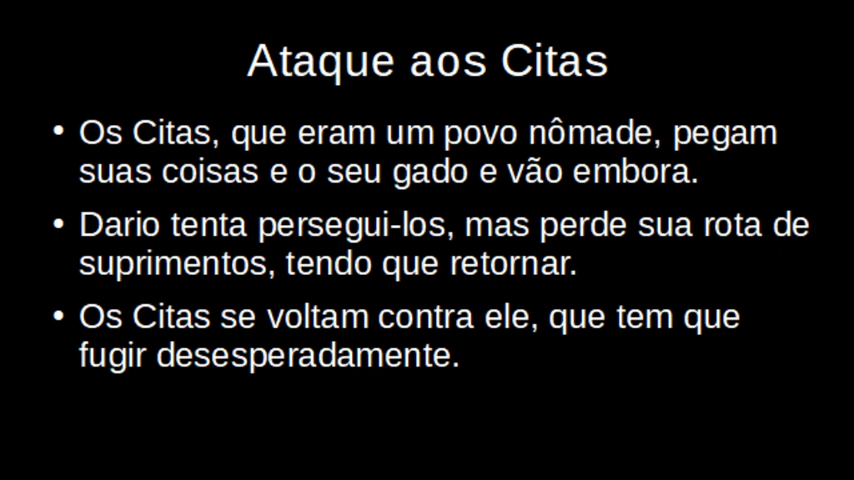 Ataque aos Citas
• Os Citas, que eram um povo nômade, pegam
suas coisas e o seu gado e vão embora.
• Dario tenta persegui-los, mas perde sua rota de
suprimentos, tendo que retornar.
• Os Citas se voltam contra ele, que tem que
fugir desesperadamente.